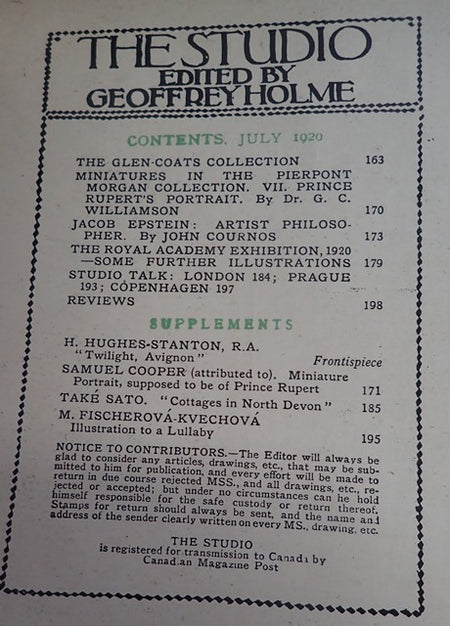 THE STUDIO
EDITED BY
GEOFFREY HOLME
CONTENTS, JULY 1920
THE GLEN-COATS COLLECTION 163
MINIATURES IN THE PIERPONT
MORGAN COLLECTION. VII. PRINCE
RUPERT'S PORTRAIT. By Dr. G. C.
WILLIAMSON 170
JACOB EPSTEIN: ARTIST PHILOSO-
PHER. By JOHN COURNOS 173
THE ROYAL ACADEMY EXHIBITION, 1920
—SOME FURTHER ILLUSTRATIONS 179
STUDIO TALK: LONDON 184; PRAGUE
193; COPENHAGEN 197
REVIEWS 198
SUPPLEMENTS
H. HUGHES-STANTON, R.A.
"Twilight, Avignon" Frontispiece
SAMUEL COOPER (attributed to). Miniature
Portrait, supposed to be of Prince Rupert 171
TAKÉ SATO. "Cottages in North Devon" 185
M. FISCHEROVÁ-KVECHOVÁ
Illustration to a Lullaby 195
NOTICE TO CONTRIBUTORS.—The Editor will always be
glad to consider any articles, drawings, etc., that may be sub-
mitted to him for publication, and every effort will be made to
return in due course rejected MSS., and all drawings, etc., re-
jected or accepted; but under no circumstances can he hold
himself responsible for the safe custody or return thereof.
Stamps for return should always be sent, and the name and
address of the sender clearly written on every MS., drawing, etc.
THE STUDIO
is registered for transmission to Canada by
Canadian Magazine Post